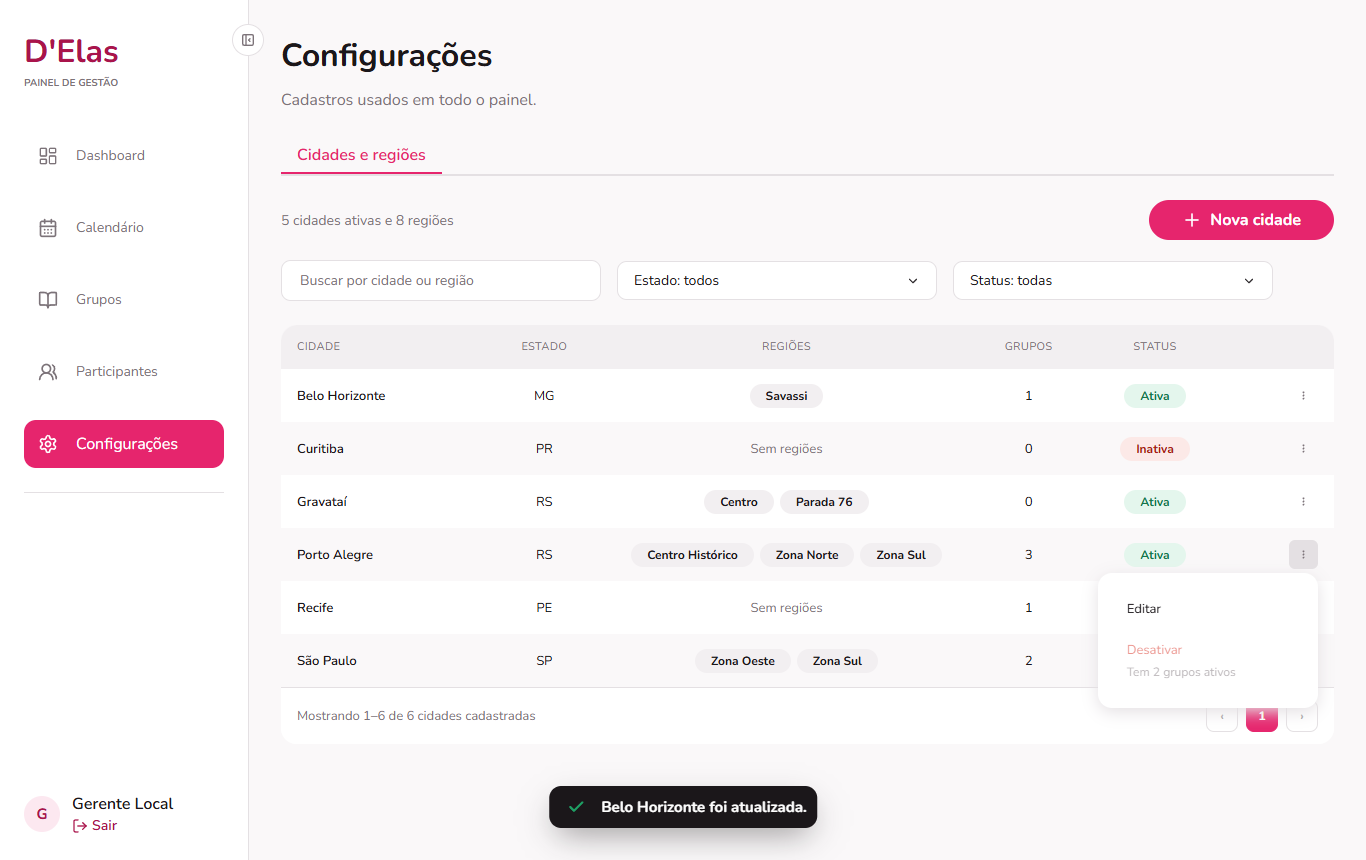 D'Elas
PAINEL DE GESTÃO
Dashboard
Calendário
Grupos
Participantes
Configurações
G
Gerente Local
Sair
Configurações
Cadastros usados em todo o painel.
Cidades e regiões
5 cidades ativas e 8 regiões
Nova cidade
Buscar por cidade ou região
Estado: todos
Status: todas
CIDADE ESTADO REGIÕES GRUPOS STATUS
Belo Horizonte MG Savassi 1 Ativa
Curitiba PR Sem regiões 0 Inativa
Gravataí RS Centro Parada 76 0 Ativa
Porto Alegre RS Centro Histórico Zona Norte Zona Sul 3 Ativa
Recife PE Sem regiões 1
São Paulo SP Zona Oeste Zona Sul 2
Editar
Desativar
Tem 2 grupos ativos
Mostrando 1–6 de 6 cidades cadastradas
‹ 1 ›
Belo Horizonte foi atualizada.